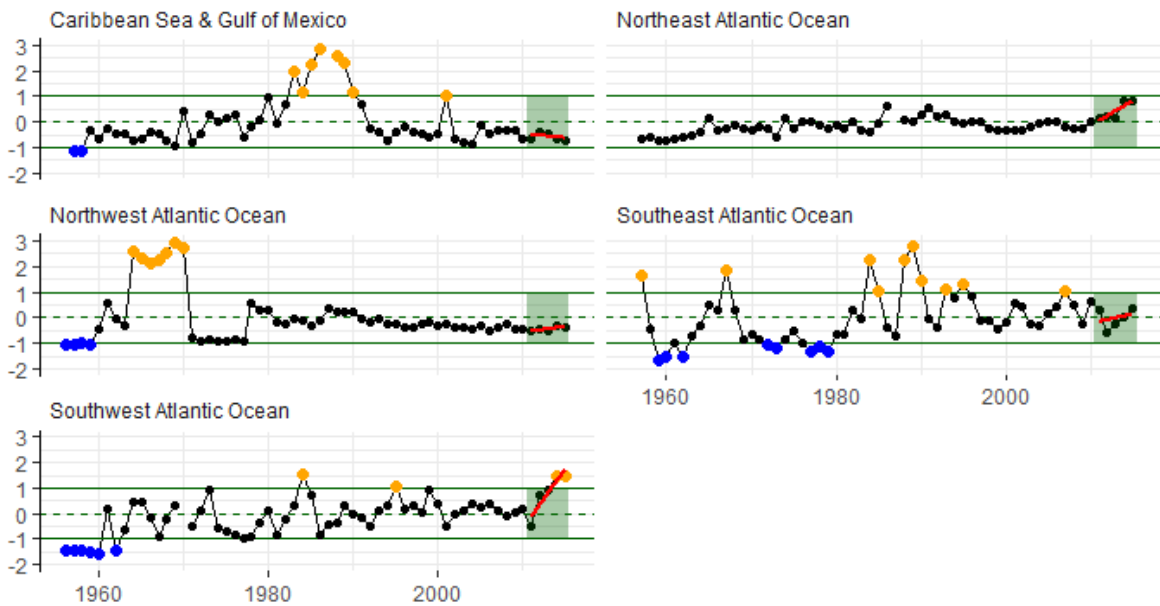 Caribbean Sea & Gulf of Mexico
Northeast Atlantic Ocean
3
2
1
0
-1
-2
Northwest Atlantic Ocean
Southeast Atlantic Ocean
3
2
1
0
-1
-2
1960 1980 2000
Southwest Atlantic Ocean
3
2
1
0
-1
-2
1960 1980 2000